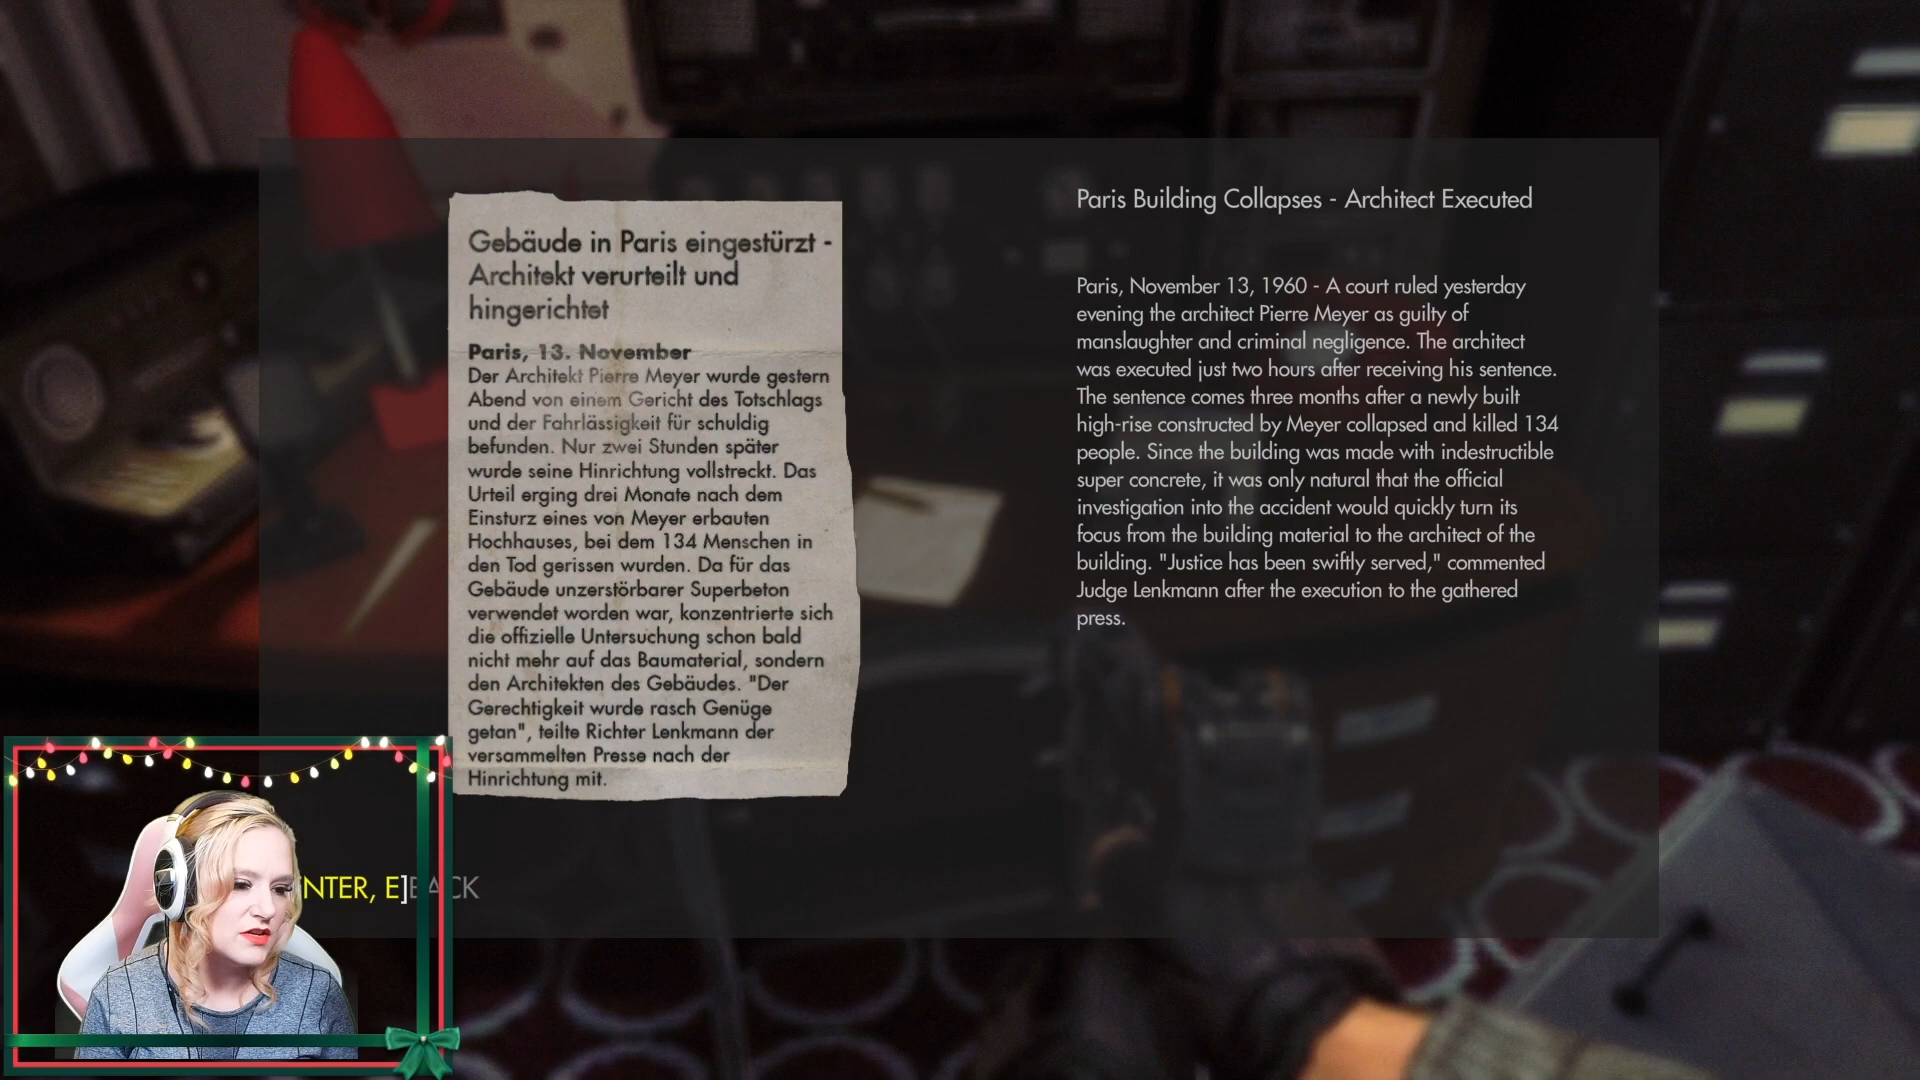 Gebäude in Paris eingestürzt -
Architekt verurteilt und
hingerichtet
Paris, 13. November
Der Architekt Pierre Meyer wurde gestern
Abend von einem Gericht des Totschlags
und der Fahrlässigkeit für schuldig
befunden. Nur zwei Stunden später
wurde seine Hinrichtung vollstreckt. Das
Urteil erging drei Monate nach dem
Einsturz eines von Meyer erbauten
Hochhauses, bei dem 134 Menschen in
den Tod gerissen wurden. Da für das
Gebäude unzerstörbarer Superbeton
verwendet worden war, konzentrierte sich
die offizielle Untersuchung schon bald
nicht mehr auf das Baumaterial, sondern
den Architekten des Gebäudes. "Der
Gerechtigkeit wurde rasch Genüge
getan", teilte Richter Lenkmann der
versammelten Presse nach der
Hinrichtung mit.
Paris Building Collapses - Architect Executed
Paris, November 13, 1960 - A court ruled yesterday
evening the architect Pierre Meyer as guilty of
manslaughter and criminal negligence. The architect
was executed just two hours after receiving his sentence.
The sentence comes three months after a newly built
high-rise constructed by Meyer collapsed and killed 134
people. Since the building was made with indestructible
super concrete, it was only natural that the official
investigation into the accident would quickly turn its
focus from the building material to the architect of the
building. "Justice has been swiftly served," commented
Judge Lenkmann after the execution to the gathered
press.
NTER, E]BACK